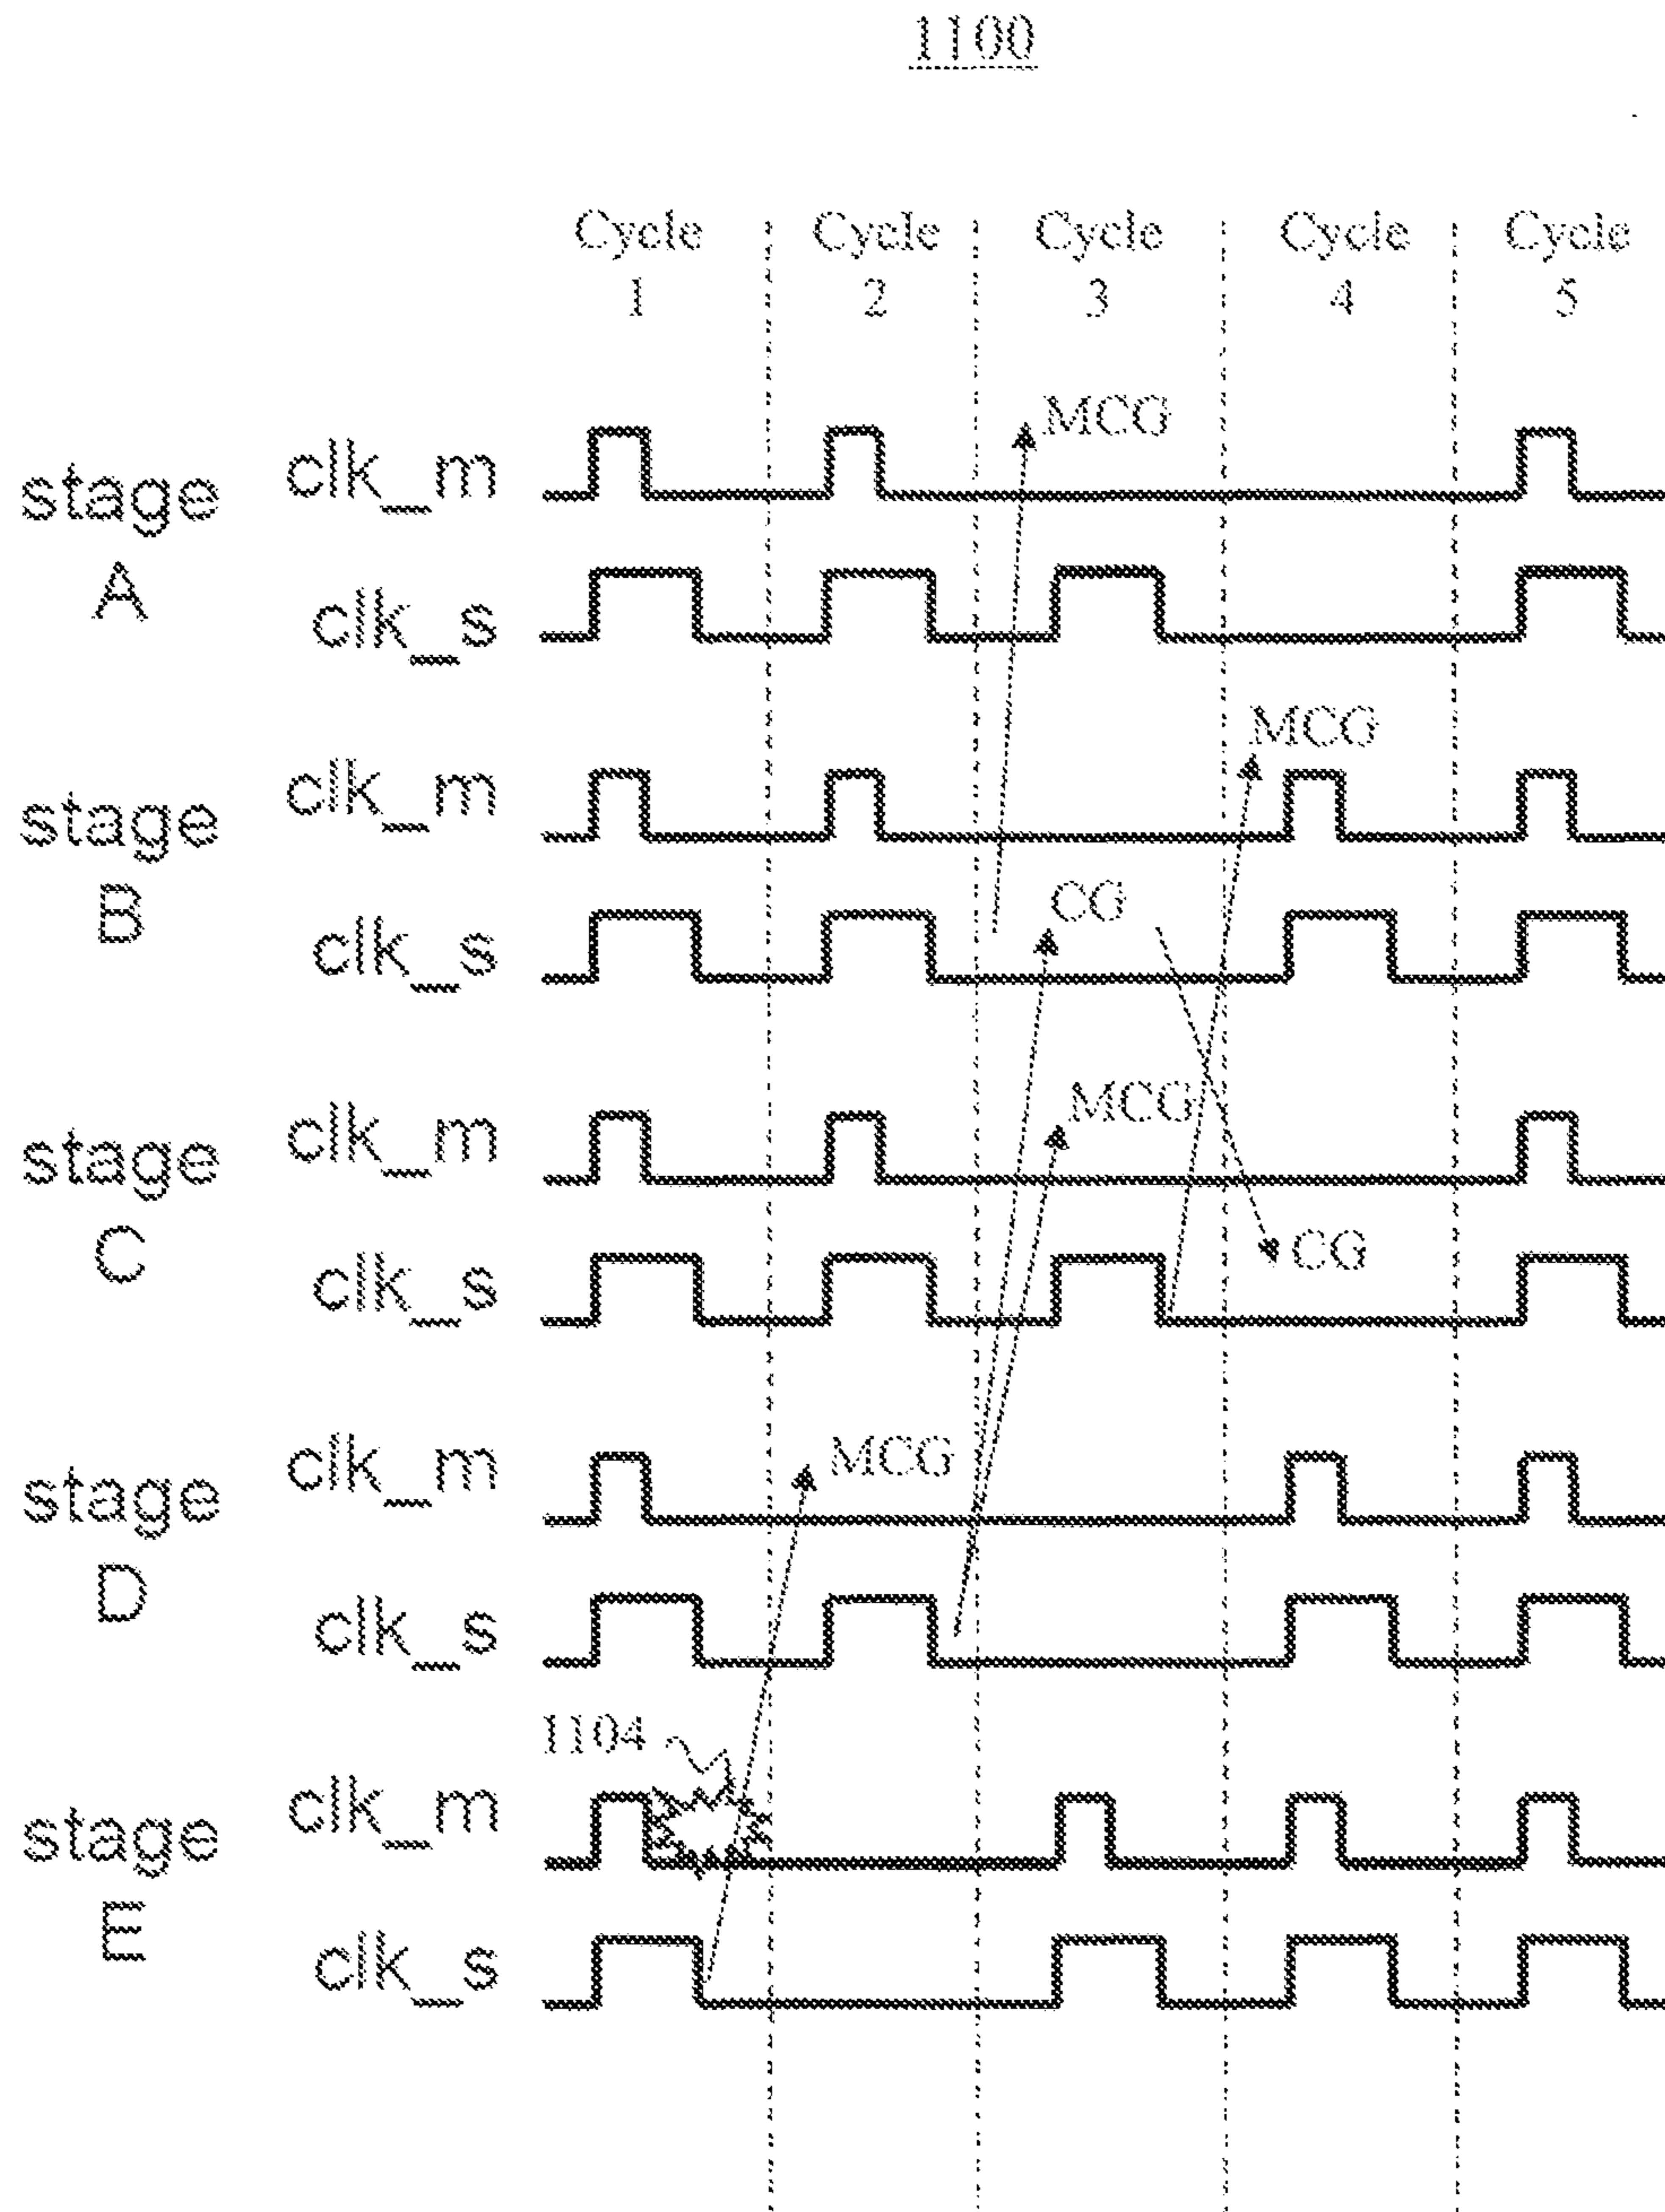 1100
Cycle 1
Cycle 2
Cycle 3
Cycle 4
Cycle 5
MCG
stage A
clk_m
clk_s
MCG
stage B
clk_m
CG
clk_s
MCG
stage C
clk_m
CG
clk_s
MCG
stage D
clk_m
clk_s
1104
stage E
clk_m
clk_s